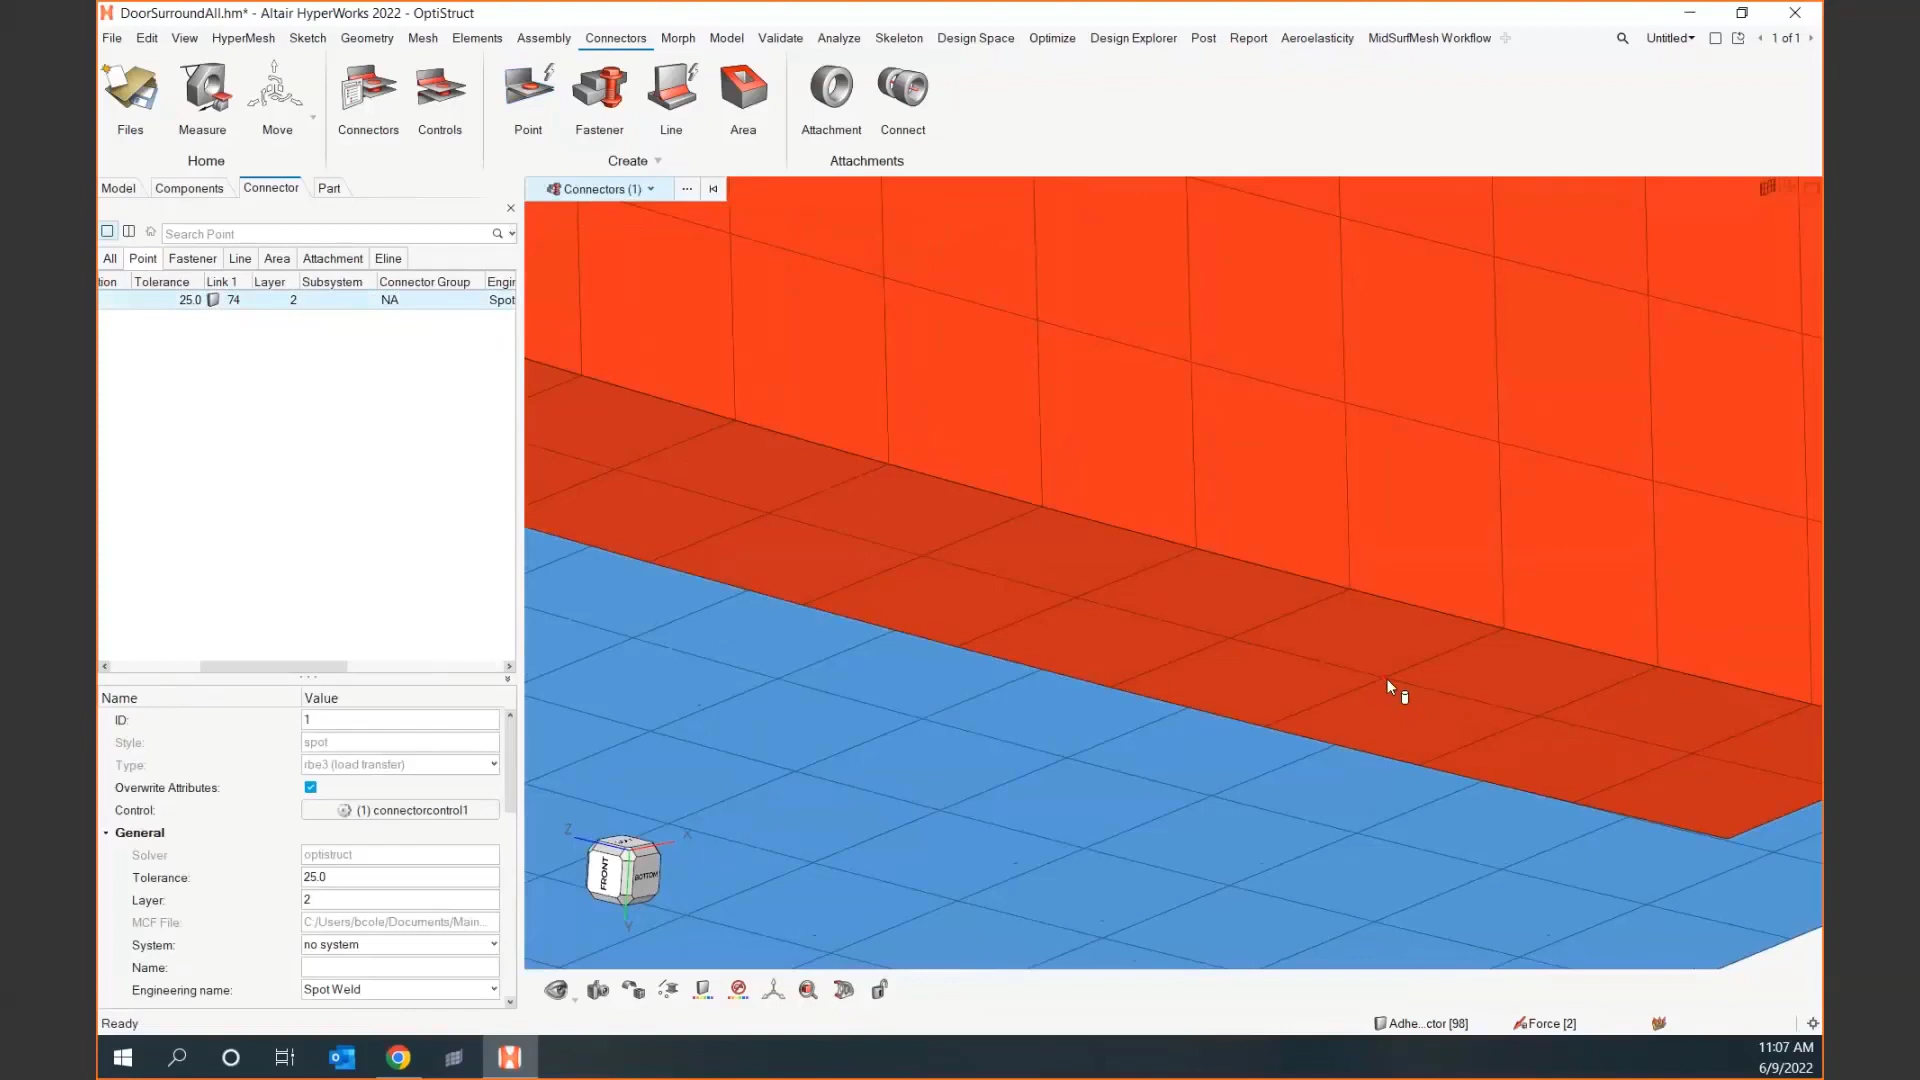 DoorSurroundAll.hm* - Altair HyperWorks 2022 - OptiStruct
File Edit View HyperMesh Sketch Geometry Mesh Elements Assembly Connectors Morph Model Validate Analyze Skeleton Design Space Optimize Design Explorer Post Report Aeroelasticity MidSurfMesh Workflow Untitled 1 of 1
Files Measure Move Connectors Controls Point Fastener Line Area Attachment Connect
Home Create Attachments
Model Components Connector Part
Connectors (1)
Search Point
All Point Fastener Line Area Attachment Eline
tion Tolerance Link 1 Layer Subsystem Connector Group Engir
25.0 74 2 NA Spot
Name Value
ID: 1
Style: spot
Type: rbe3 (load transfer)
Overwrite Attributes:
Control: (1) connectorcontrol1
General
Solver optistruct
Tolerance: 25.0
Layer: 2
MCF File: C:/Users/bcole/Documents/Main...
System: no system
Name:
Engineering name: Spot Weld
Z X
FRONT BOTTOM
Y
Ready Adhe...ctor [98] Force [2]
11:07 AM
6/9/2022